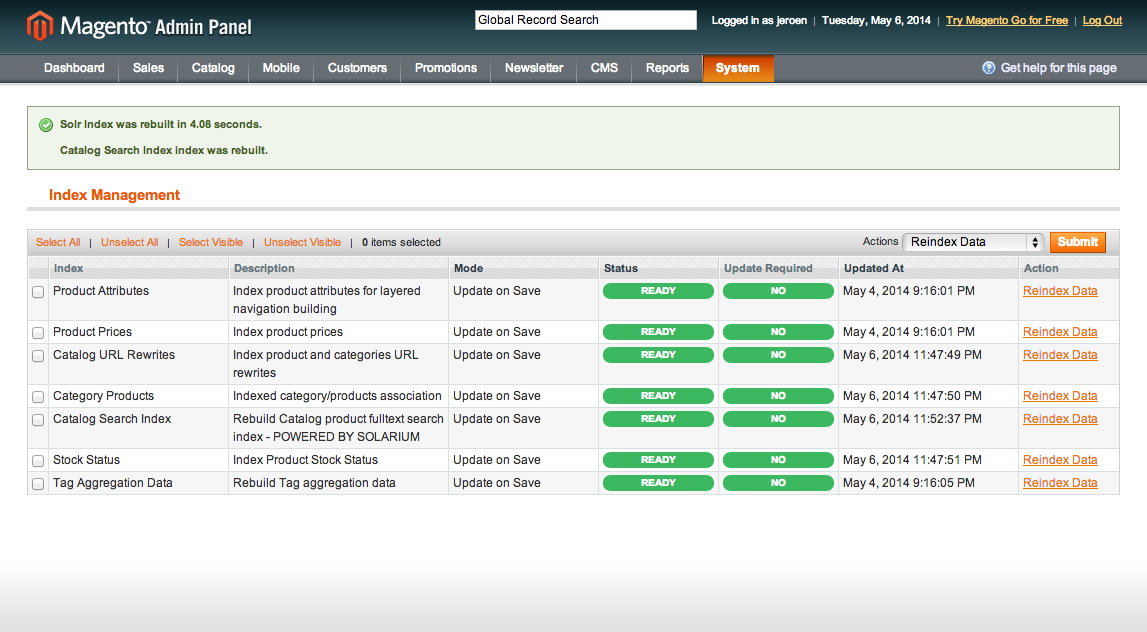 Magento™ Admin Panel
Global Record Search
Logged in as jeroen | Tuesday, May 6, 2014 | Try Magento Go for Free | Log Out
Dashboard Sales Catalog Mobile Customers Promotions Newsletter CMS Reports System Get help for this page
Solr Index was rebuilt in 4.08 seconds.
Catalog Search Index index was rebuilt.
Index Management
Select All | Unselect All | Select Visible | Unselect Visible | 0 items selected Actions Reindex Data Submit
Index Description Mode Status Update Required Updated At Action
Product Attributes Index product attributes for layered Update on Save READY NO May 4, 2014 9:16:01 PM Reindex Data
navigation building
Product Prices Index product prices Update on Save READY NO May 4, 2014 9:16:01 PM Reindex Data
Catalog URL Rewrites Index product and categories URL Update on Save READY NO May 6, 2014 11:47:49 PM Reindex Data
rewrites
Category Products Indexed category/products association Update on Save READY NO May 6, 2014 11:47:50 PM Reindex Data
Catalog Search Index Rebuild Catalog product fulltext search Update on Save READY NO May 6, 2014 11:52:37 PM Reindex Data
index - POWERED BY SOLARIUM
Stock Status Index Product Stock Status Update on Save READY NO May 6, 2014 11:47:51 PM Reindex Data
Tag Aggregation Data Rebuild Tag aggregation data Update on Save READY NO May 4, 2014 9:16:05 PM Reindex Data